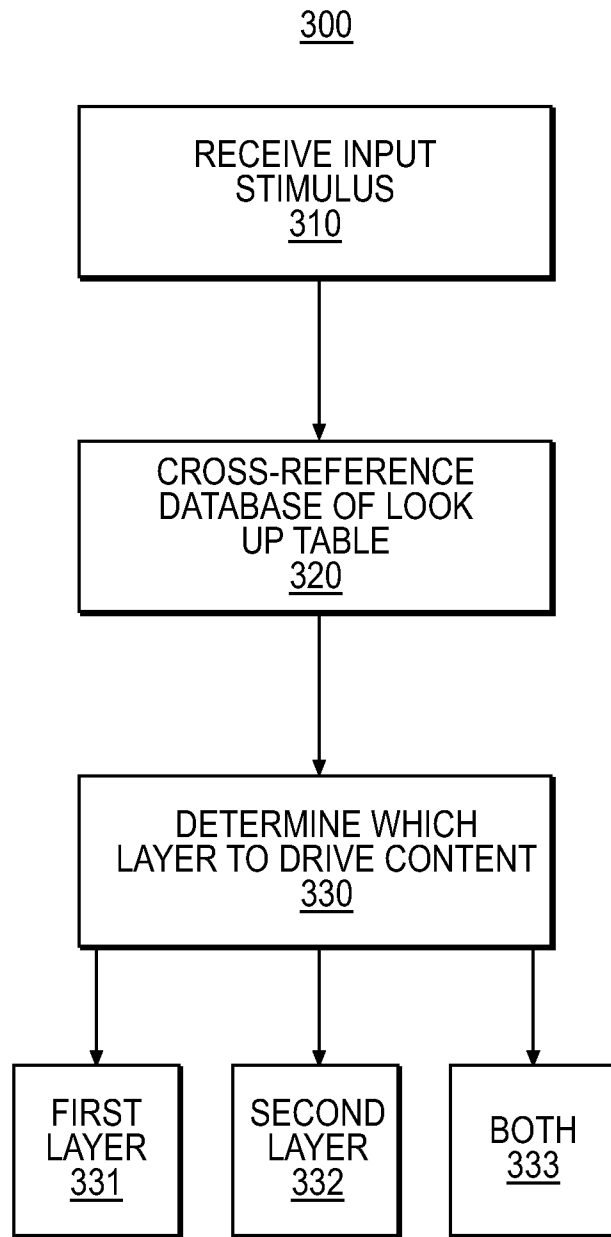 300
RECEIVE INPUT
STIMULUS
310
CROSS-REFERENCE
DATABASE OF LOOK
UP TABLE
320
DETERMINE WHICH
LAYER TO DRIVE CONTENT
330
FIRST
LAYER
331
SECOND
LAYER
332
BOTH
333